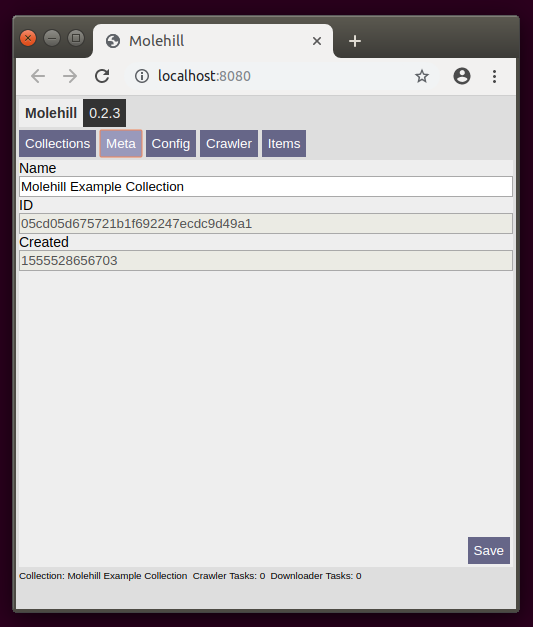 Molehill
localhost:8080
Molehill 0.2.3
Collections Meta Config Crawler Items
Name
Molehill Example Collection
ID
05cd05d675721b1f692247ecdc9d49a1
Created
1555528656703
Save
Collection: Molehill Example Collection Crawler Tasks: 0 Downloader Tasks: 0